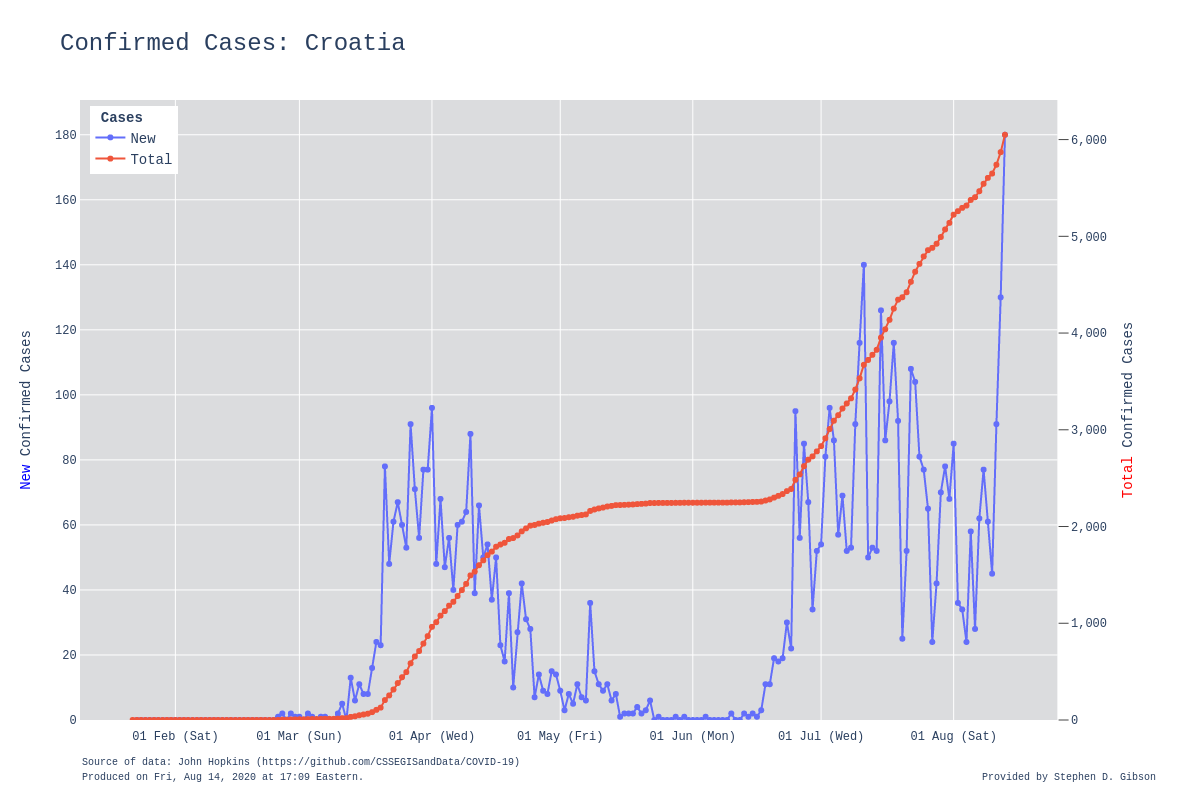 Confirmed Cases: Croatia
Cases
New
Total
180
160
140
120
100
80
60
40
20
0
6,000
5,000
4,000
3,000
2,000
1,000
0
New Confirmed Cases
Total Confirmed Cases
01 Feb (Sat)
01 Mar (Sun)
01 Apr (Wed)
01 May (Fri)
01 Jun (Mon)
01 Jul (Wed)
01 Aug (Sat)
Source of data: John Hopkins (https://github.com/CSSEGISandData/COVID-19)
Produced on Fri, Aug 14, 2020 at 17:09 Eastern.
Provided by Stephen D. Gibson